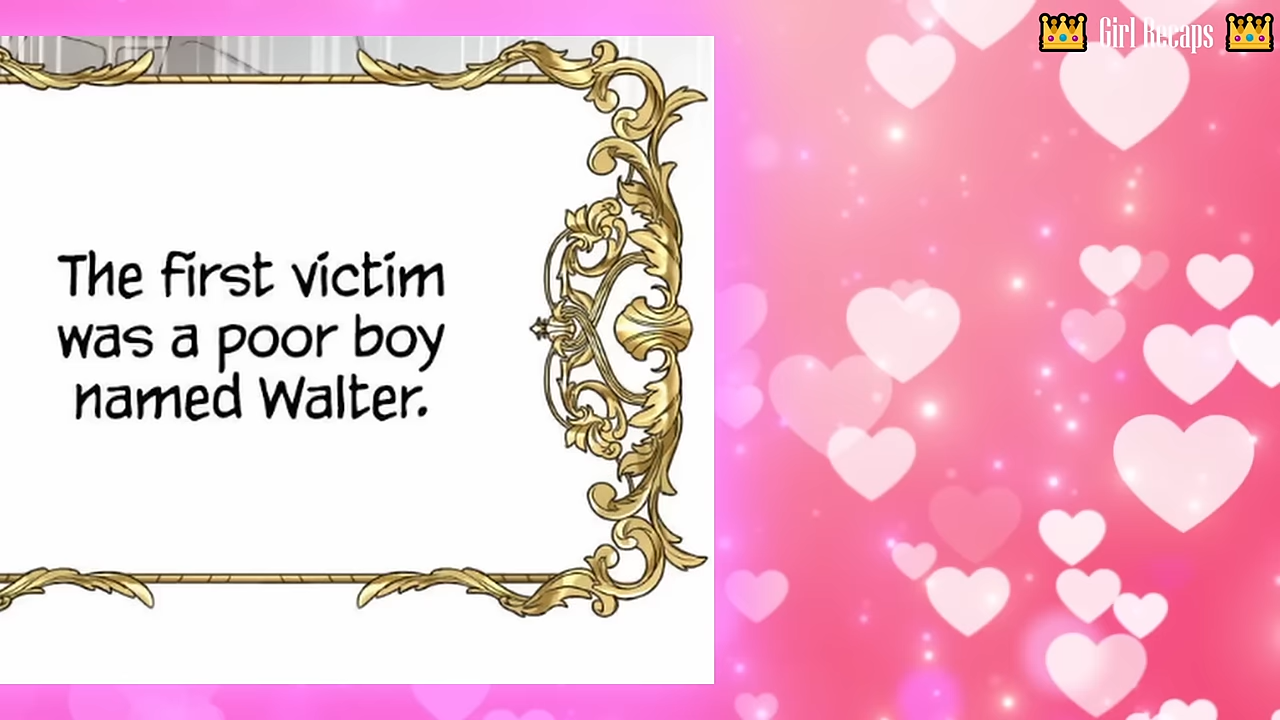 👑 Girl Recaps 👑
The first victim
was a poor boy
named Walter.